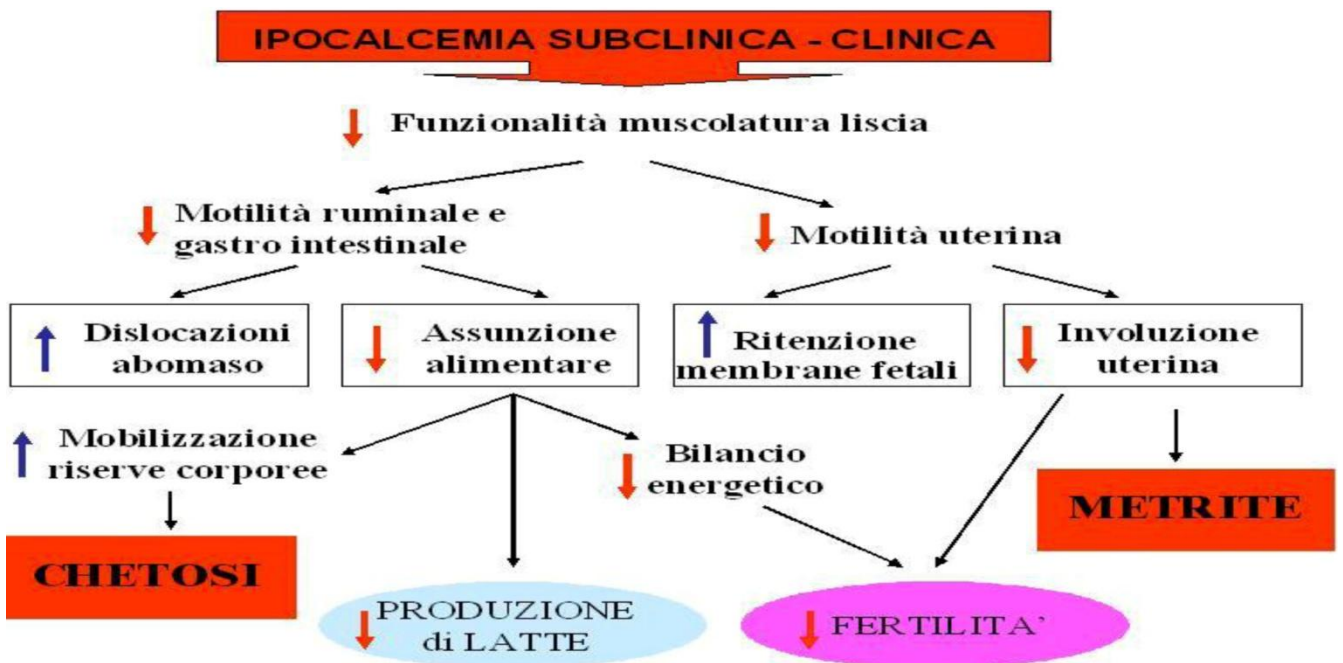 IPOCALCEMIA SUBCLINICA - CLINICA
Funzionalità muscolatura liscia
Motilità ruminale e
gastro intestinale
Motilità uterina
Dislocazioni
abomaso
Assunzione
alimentare
Ritenzione
membrane fetali
Involuzione
uterina
Mobilizzazione
riserve corporee
Bilancio
energetico
METRITE
CHETOSI
PRODUZIONE
di LATTE
FERTILITA'